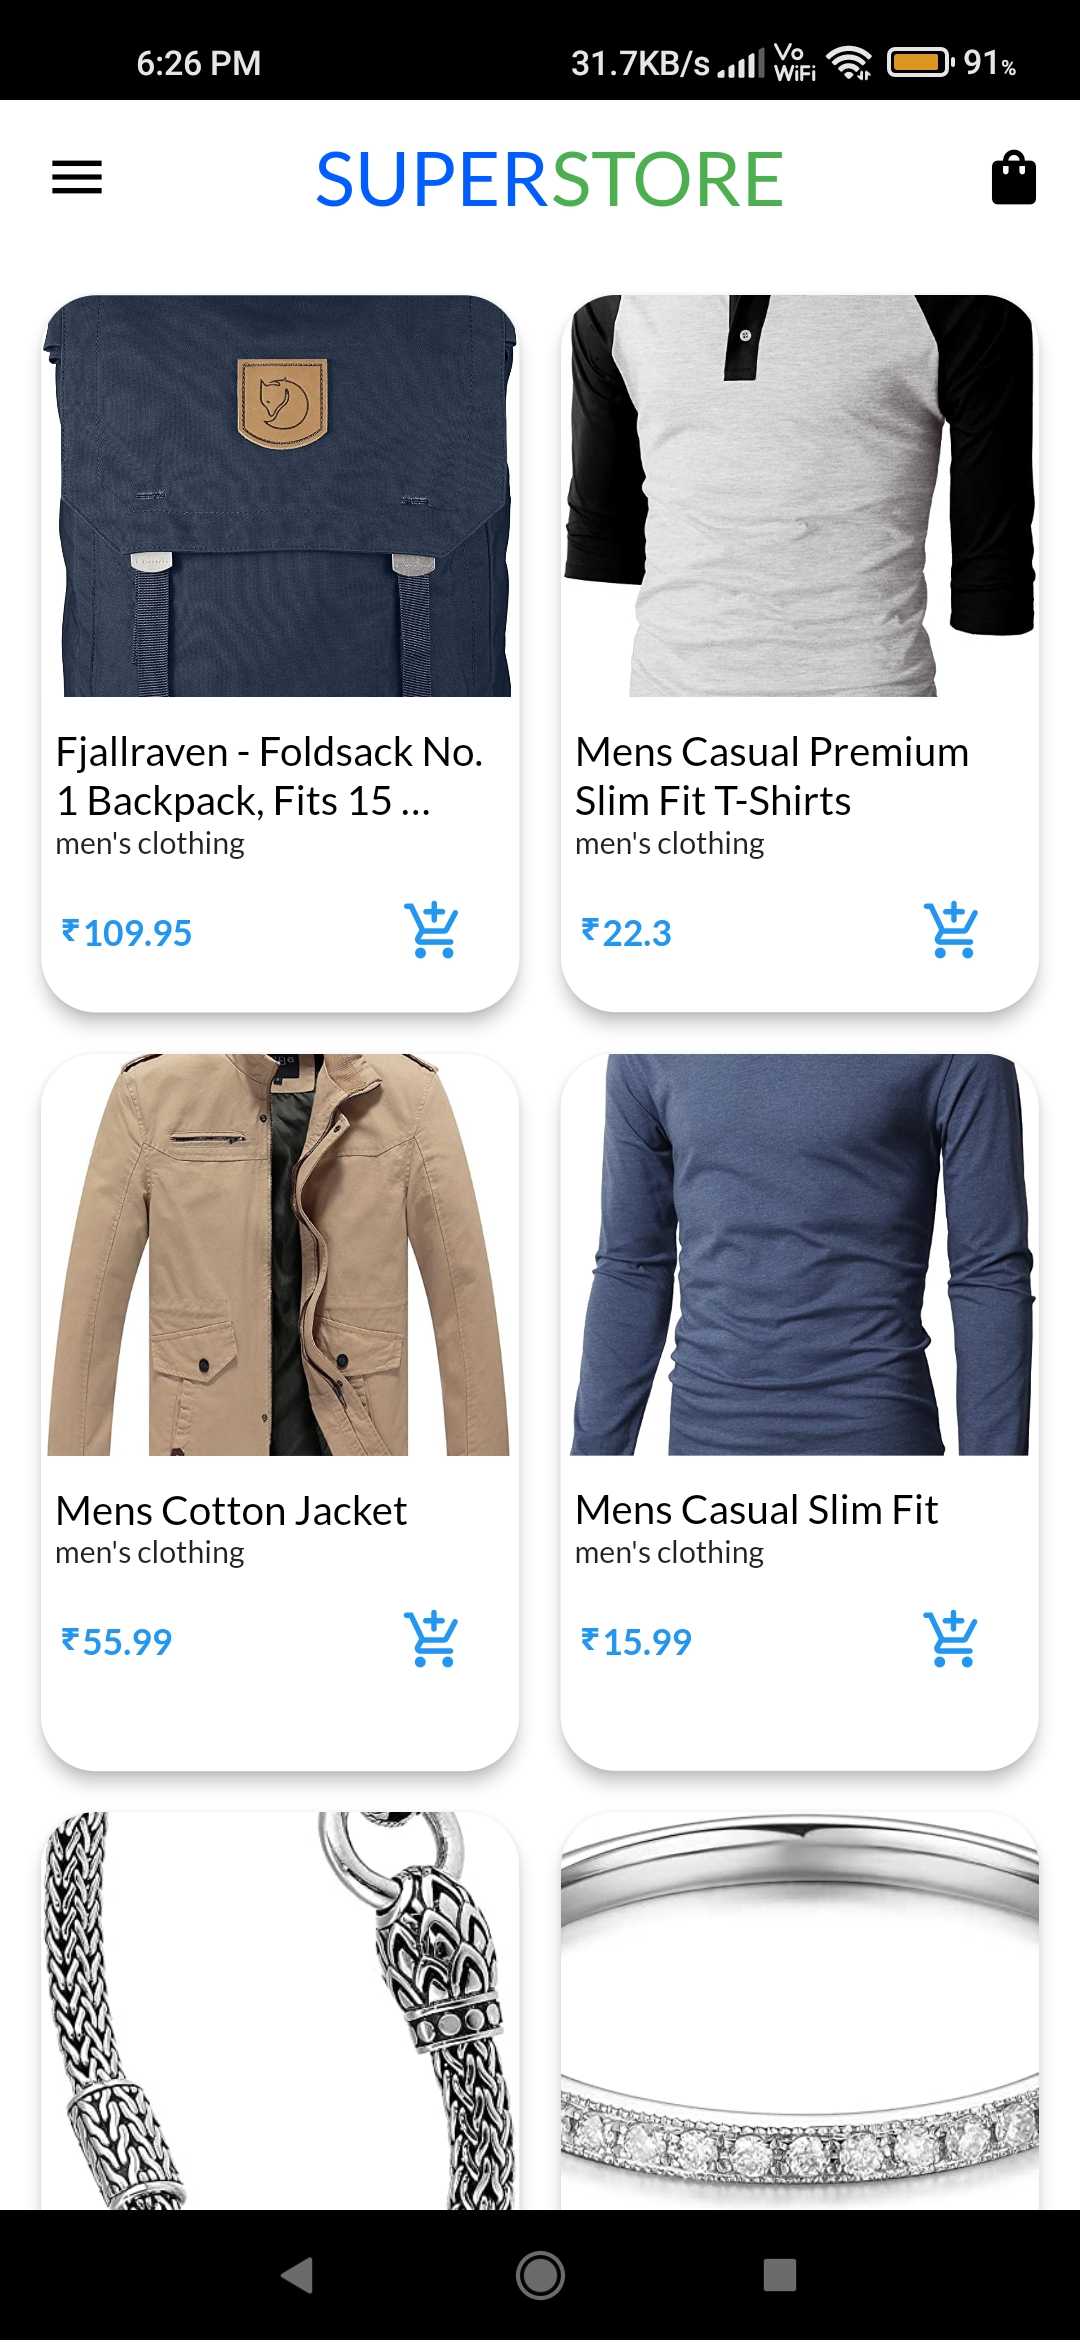 6:26 PM
31.7KB/s Vo WiFi 91%
SUPERSTORE
Fjallraven - Foldsack No.
1 Backpack, Fits 15 ...
men's clothing
₹109.95
Mens Casual Premium
Slim Fit T-Shirts
men's clothing
₹22.3
Mens Cotton Jacket
men's clothing
₹55.99
Mens Casual Slim Fit
men's clothing
₹15.99